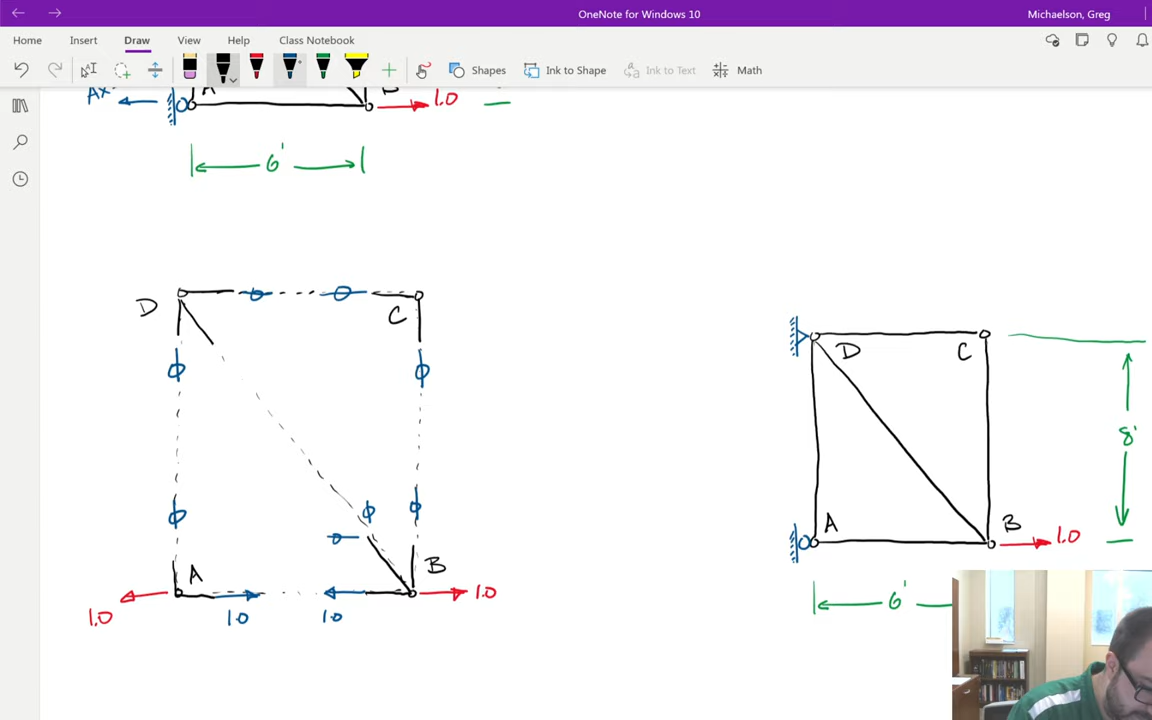 OneNote for Windows 10
Michaelson, Greg
Home Insert Draw View Help Class Notebook
Shapes Ink to Shape Ink to Text Math
Ax
1.0
6'
D
C
A
B
1.0
1.0
1.0
1.0
D
C
8'
A
B
1.0
6'